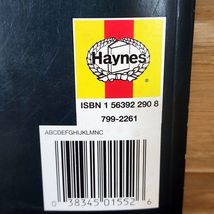 Haynes
ISBN 1 56392 290 8
799-2261
ABCDEFGHIJKLMNC
0 38345 01552 6